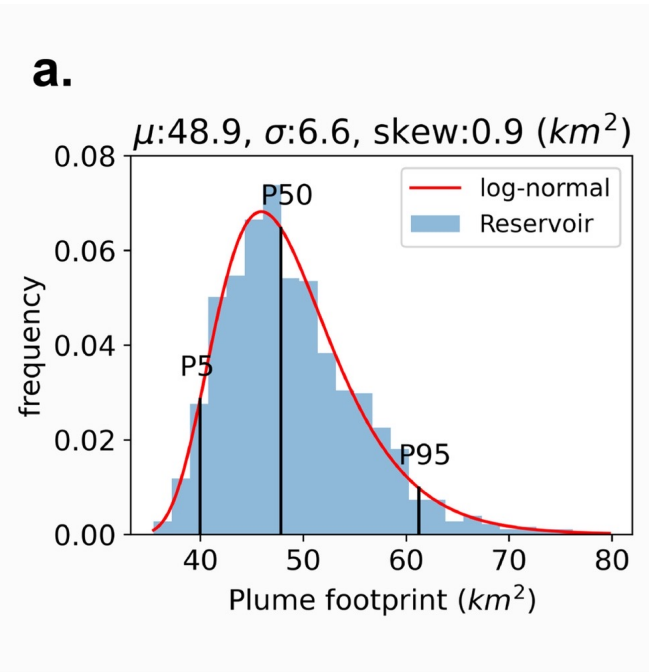 a.
μ:48.9, σ:6.6, skew:0.9 (km²)
0.08
0.06
0.04
0.02
0.00
frequency
P5
P50
P95
log-normal
Reservoir
40 50 60 70 80
Plume footprint (km²)